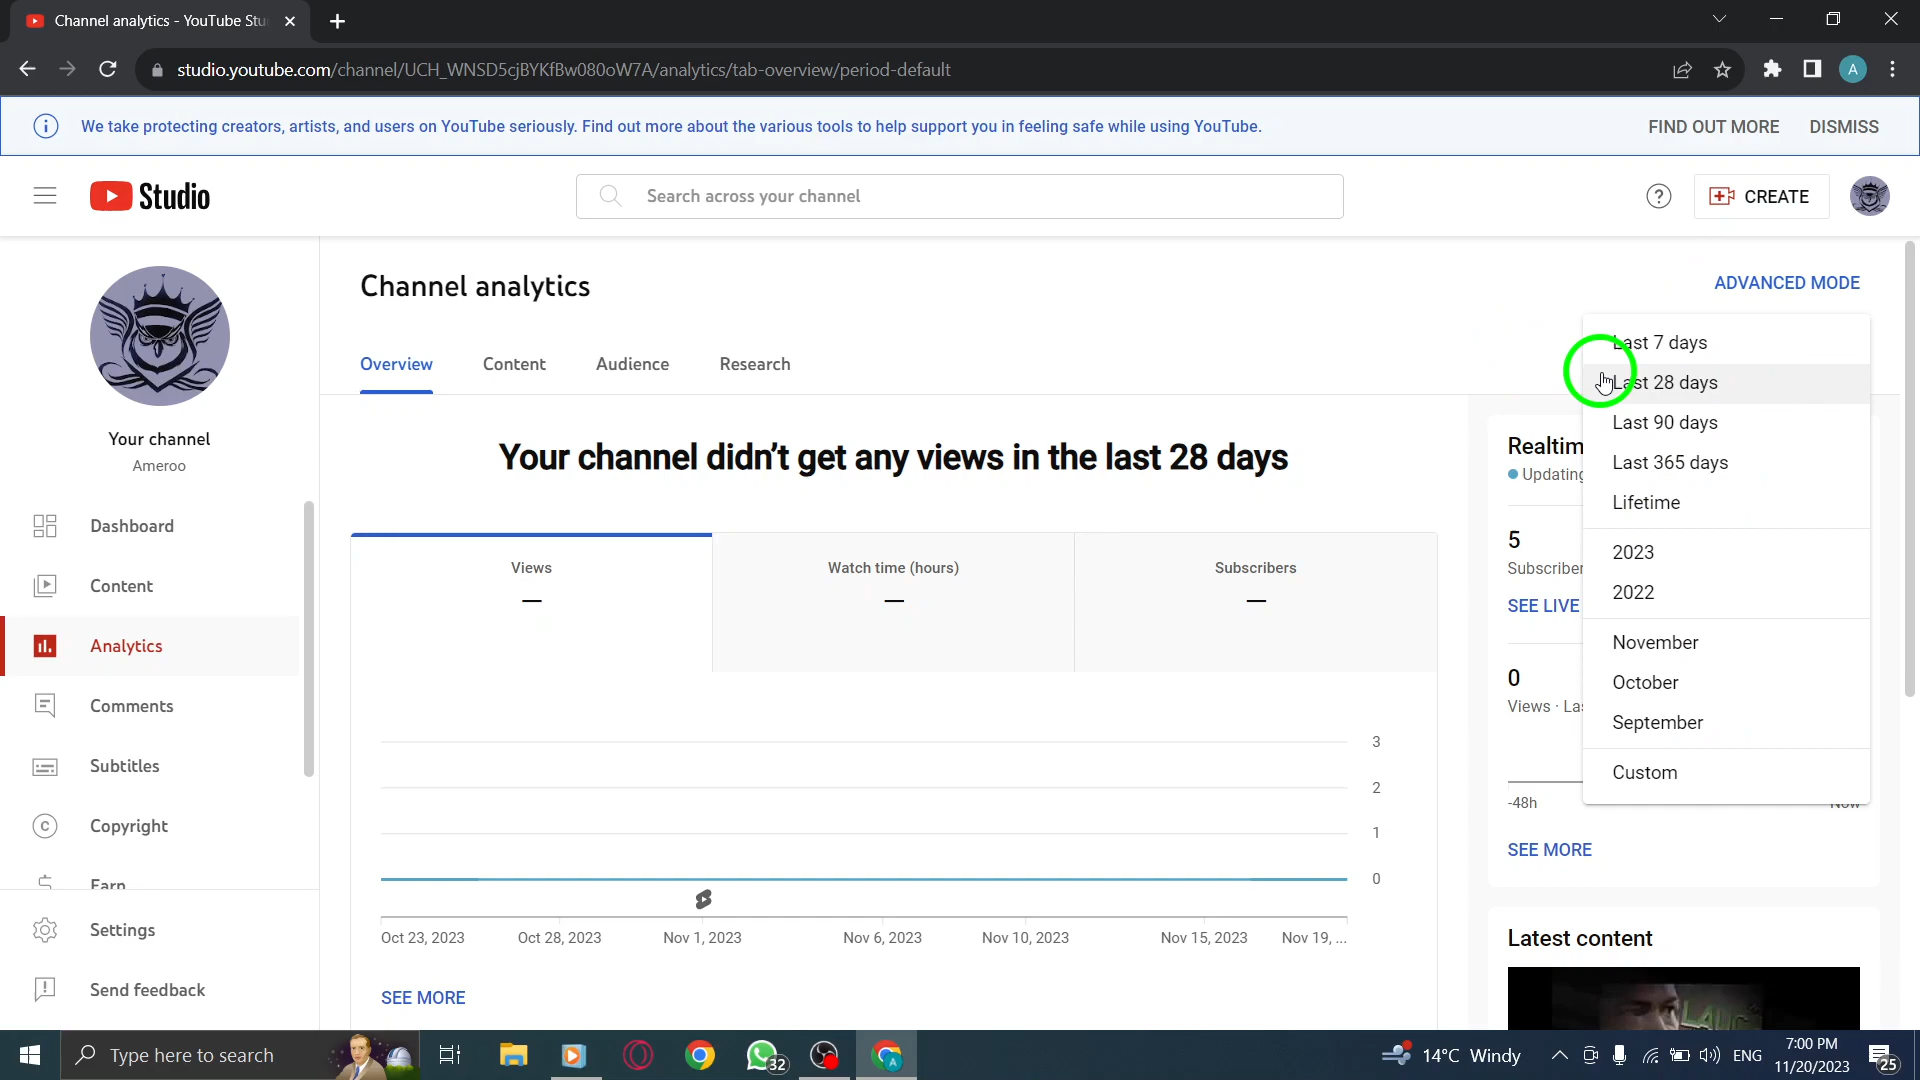 Channel analytics - YouTube Stu
studio.youtube.com/channel/UCH_WNSD5cjBYKfBw080oW7A/analytics/tab-overview/period-default
A
We take protecting creators, artists, and users on YouTube seriously. Find out more about the various tools to help support you in feeling safe while using YouTube.
FIND OUT MORE
DISMISS
Studio
Search across your channel
CREATE
Your channel
Ameroo
Dashboard
Content
Analytics
Comments
Subtitles
Copyright
Earn
Settings
Send feedback
Channel analytics
ADVANCED MODE
Overview
Content
Audience
Research
Last 7 days
Last 28 days
Last 90 days
Last 365 days
Lifetime
2023
2022
November
October
September
Custom
Your channel didn't get any views in the last 28 days
Views
—
Watch time (hours)
—
Subscribers
—
3
2
1
0
Oct 23, 2023
Oct 28, 2023
Nov 1, 2023
Nov 6, 2023
Nov 10, 2023
Nov 15, 2023
Nov 19, ...
SEE MORE
Realtim
Updating
5
Subscriber
SEE LIVE
0
Views · Las
-48h
Now
SEE MORE
Latest content
Type here to search
32
A
14°C Windy
ENG
7:00 PM
11/20/2023
25